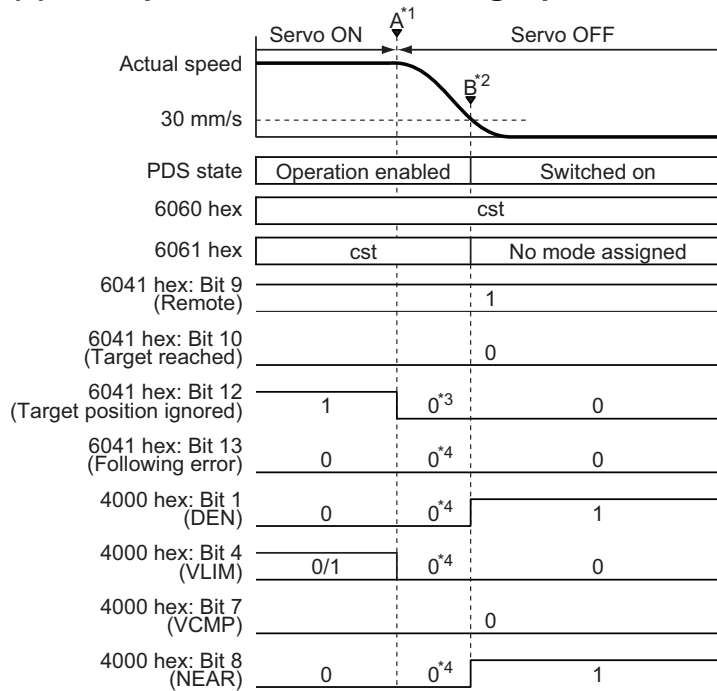 A*1
Servo ON Servo OFF
Actual speed
B*2
30 mm/s
PDS state Operation enabled Switched on
6060 hex cst
6061 hex cst No mode assigned
6041 hex: Bit 9
(Remote) 1
6041 hex: Bit 10
(Target reached) 0
6041 hex: Bit 12
(Target position ignored) 1 0*3 0
6041 hex: Bit 13
(Following error) 0 0*4 0
4000 hex: Bit 1
(DEN) 0 0*4 1
4000 hex: Bit 4
(VLIM) 0/1 0*4 0
4000 hex: Bit 7
(VCMP) 0
4000 hex: Bit 8
(NEAR) 0 0*4 1